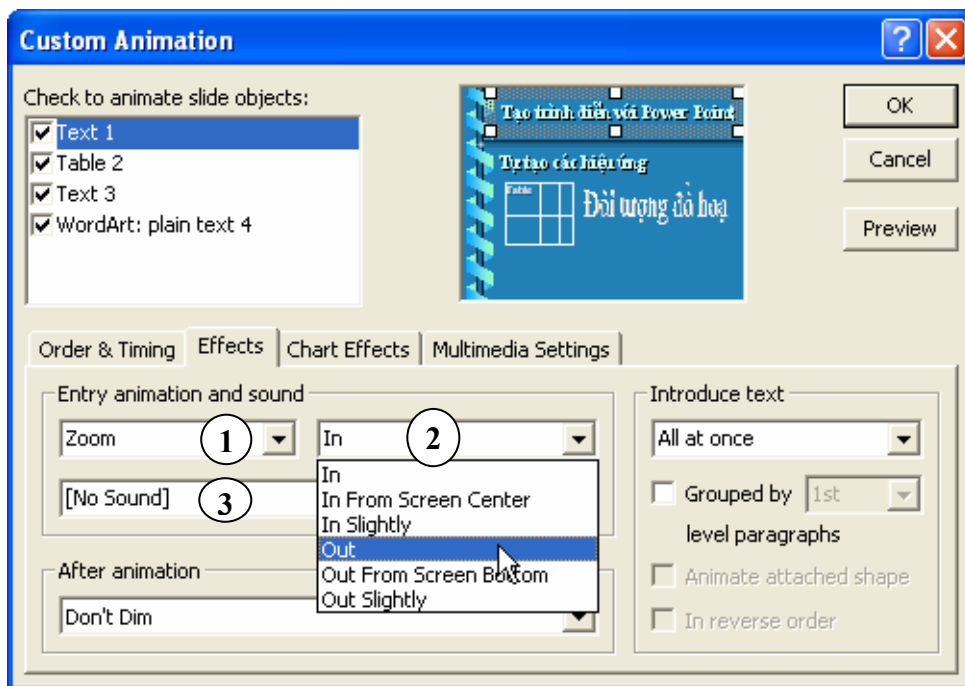 Custom Animation
Check to animate slide objects:
Text 1
Table 2
Text 3
WordArt: plain text 4
Tạo trình diễn với Power Point
Tự tạo các hiệu ứng
Table
Đối tượng đồ hoạ
OK
Cancel
Preview
Order & Timing Effects Chart Effects Multimedia Settings
Entry animation and sound
Zoom 1 In 2
[No Sound] 3
In
In From Screen Center
In Slightly
Out
Out From Screen Bottom
Out Slightly
After animation
Don't Dim
Introduce text
All at once
Grouped by 1st
level paragraphs
Animate attached shape
In reverse order